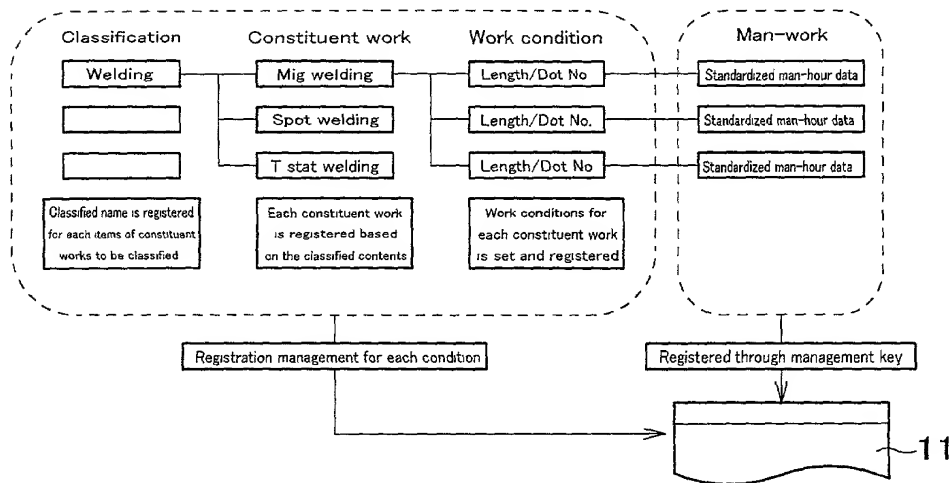 Classification
Constituent work
Work condition
Man-work
Welding
Mig welding
Length/Dot No
Standardized man-hour data
Spot welding
Length/Dot No.
Standardized man-hour data
T stat welding
Length/Dot No
Standardized man-hour data
Classified name is registered
for each items of constituent
works to be classified
Each constituent work
is registered based
on the classified contents
Work conditions for
each constituent work
is set and registered
Registration management for each condition
Registered through management key
11